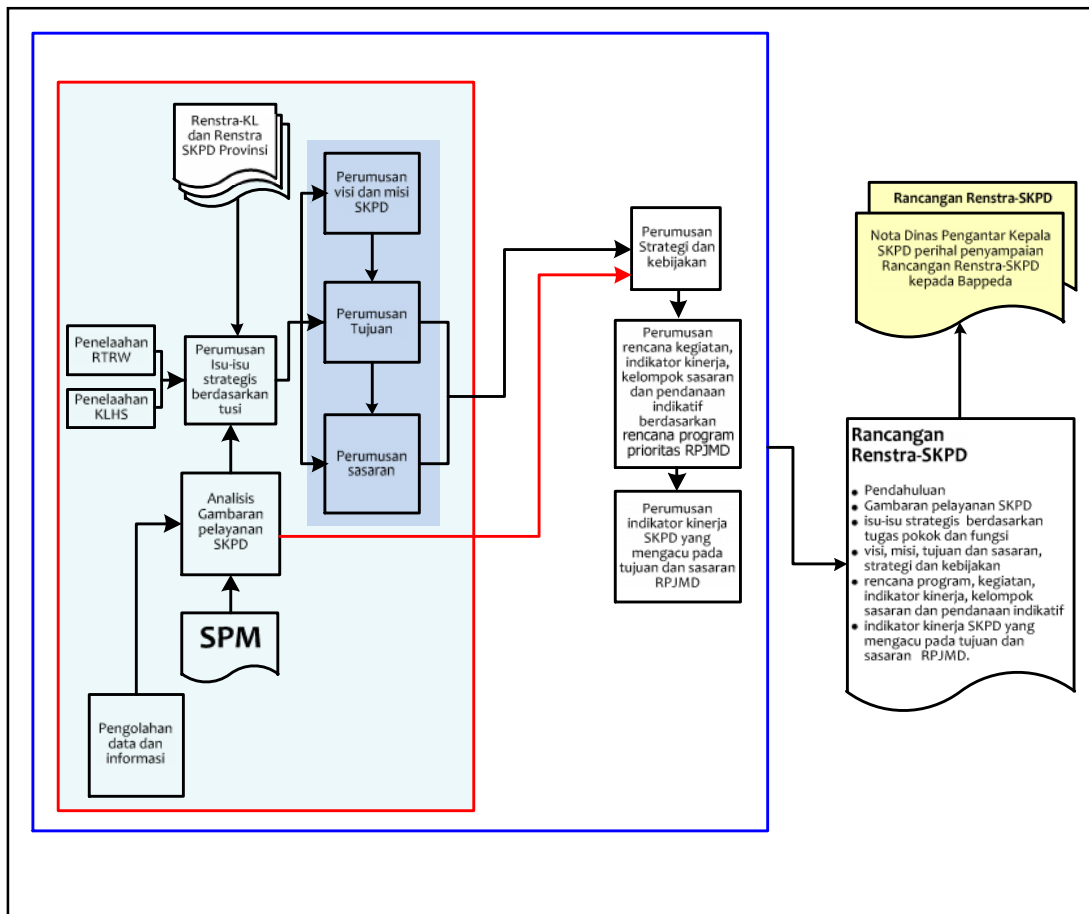 Renstra-KL
dan Renstra
SKPD Provinsi
Perumusan
visi dan misi
SKPD
Perumusan
Tujuan
Perumusan
sasaran
Penelaahan
RTRW
Penelaahan
KLHS
Perumusan
Isu-isu
strategis
berdasarkan
tusi
Analisis
Gambaran
pelayanan
SKPD
SPM
Pengolahan
data dan
informasi
Perumusan
Strategi dan
kebijakan
Perumusan
rencana kegiatan,
indikator kinerja,
kelompok sasaran
dan pendanaan
indikatif
berdasarkan
rencana program
prioritas RPJMD
Perumusan
indikator kinerja
SKPD yang
mengacu pada
tujuan dan sasaran
RPJMD
Rancangan Renstra-SKPD
Nota Dinas Pengantar Kepala
SKPD perihal penyampaian
Rancangan Renstra-SKPD
kepada Bappeda
Rancangan
Renstra-SKPD
• Pendahuluan
• Gambaran pelayanan SKPD
• isu-isu strategis berdasarkan
tugas pokok dan fungsi
• visi, misi, tujuan dan sasaran,
strategi dan kebijakan
• rencana program, kegiatan,
indikator kinerja, kelompok
sasaran dan pendanaan indikatif
• indikator kinerja SKPD yang
mengacu pada tujuan dan
sasaran RPJMD.